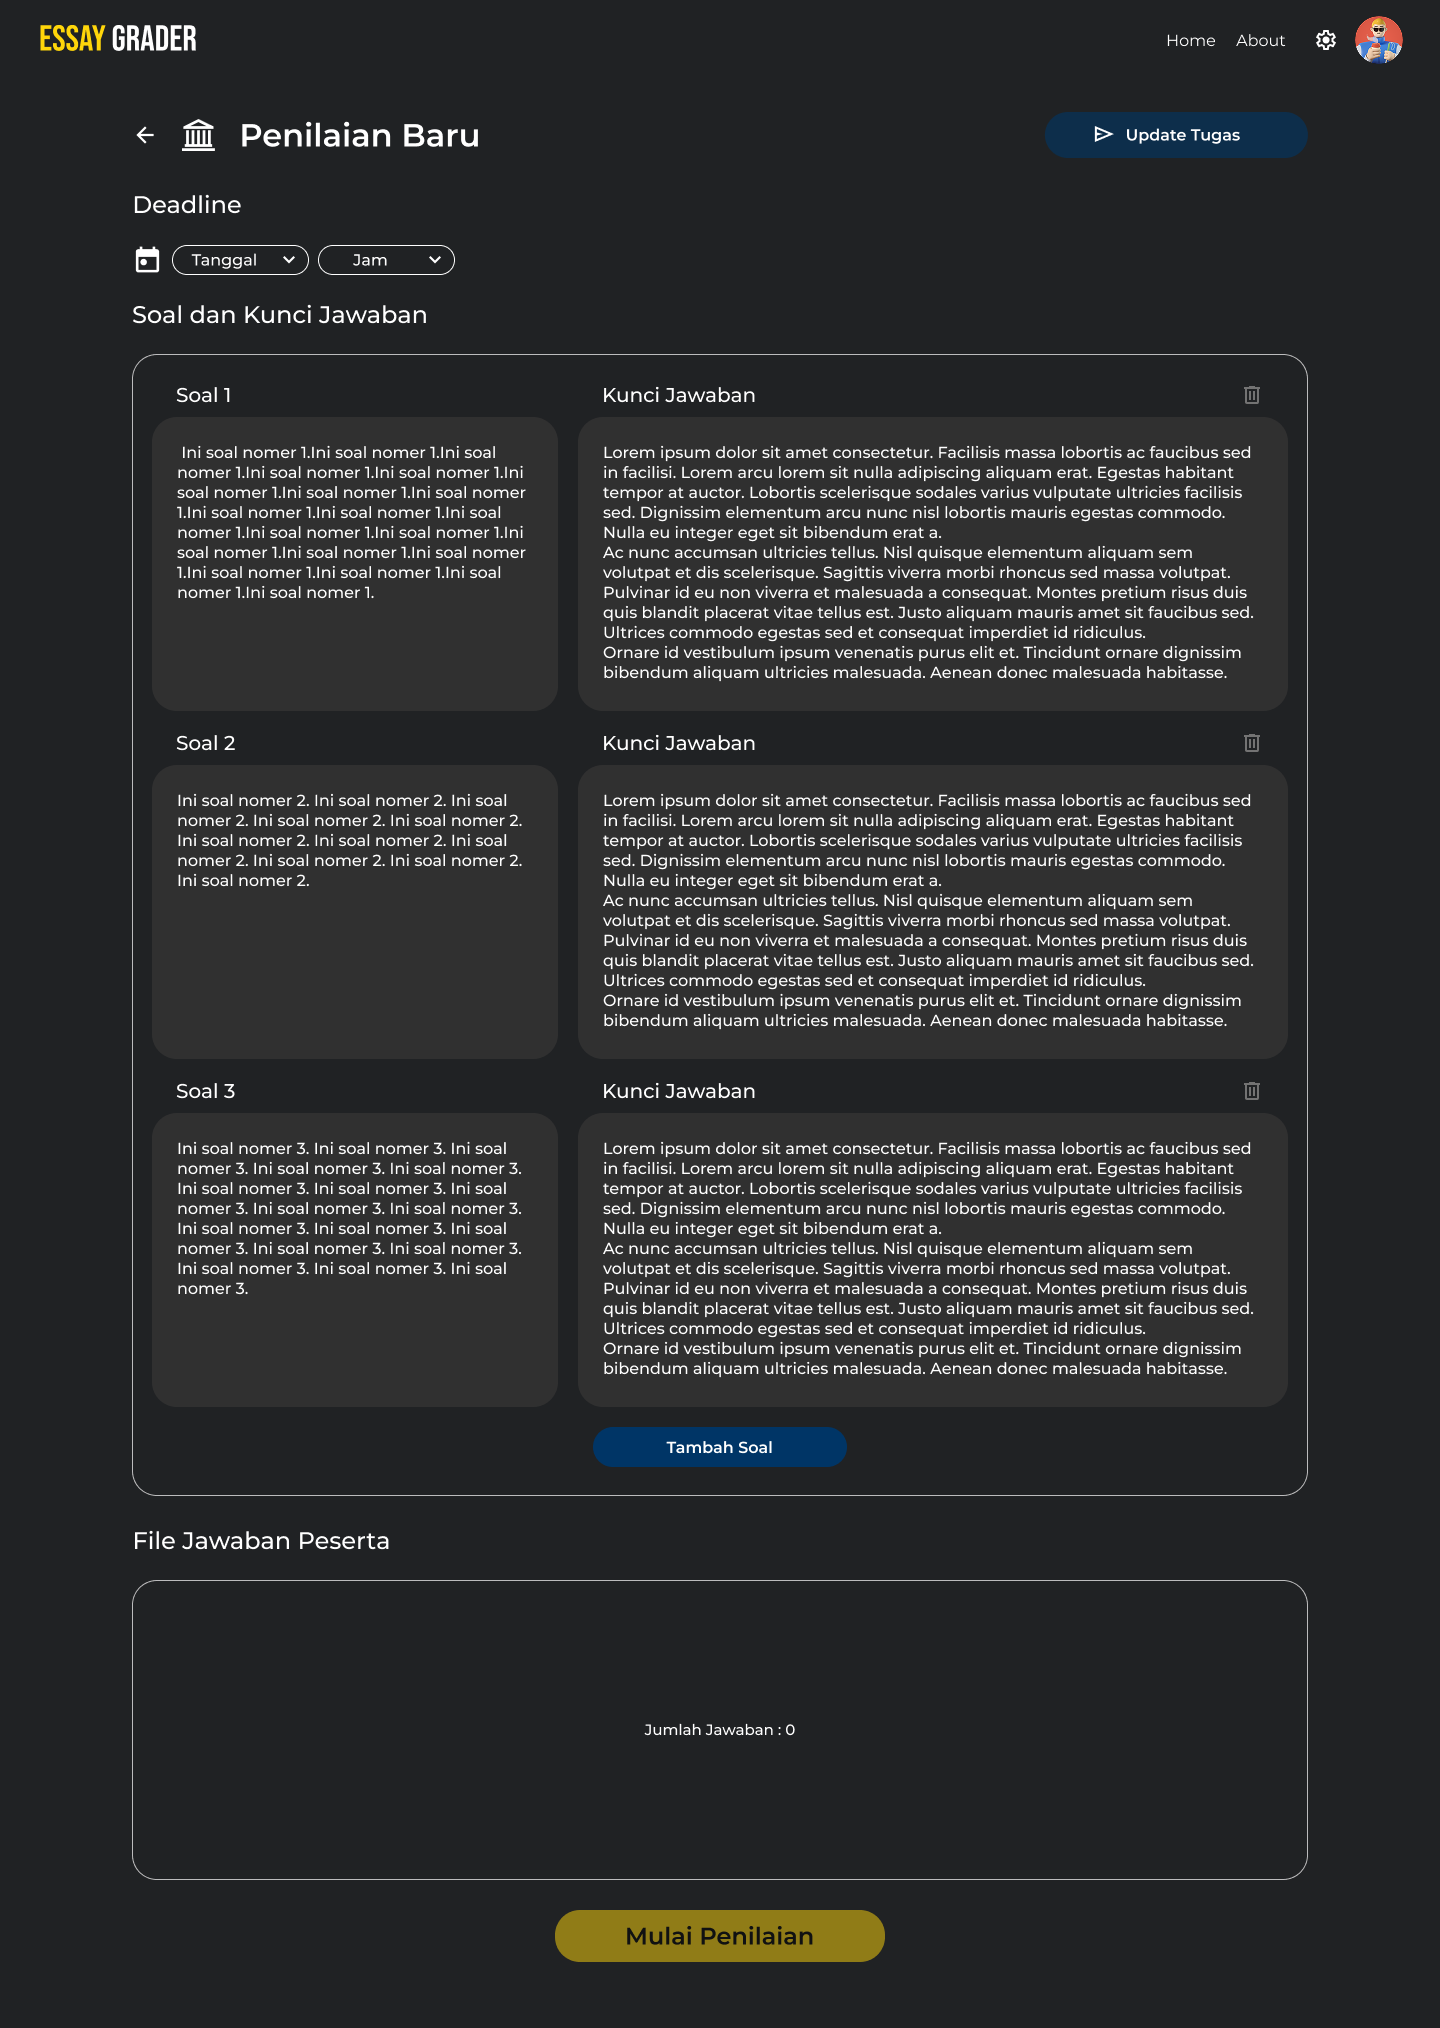 ESSAY GRADER
Home
About
Penilaian Baru
Update Tugas
Deadline
Tanggal
Jam
Soal dan Kunci Jawaban
Soal 1
Ini soal nomer 1.Ini soal nomer 1.Ini soal
nomer 1.Ini soal nomer 1.Ini soal nomer 1.Ini
soal nomer 1.Ini soal nomer 1.Ini soal nomer
1.Ini soal nomer 1.Ini soal nomer 1.Ini soal
nomer 1.Ini soal nomer 1.Ini soal nomer 1.Ini
soal nomer 1.Ini soal nomer 1.Ini soal nomer
1.Ini soal nomer 1.Ini soal nomer 1.Ini soal
nomer 1.Ini soal nomer 1.
Kunci Jawaban
Lorem ipsum dolor sit amet consectetur. Facilisis massa lobortis ac faucibus sed
in facilisi. Lorem arcu lorem sit nulla adipiscing aliquam erat. Egestas habitant
tempor at auctor. Lobortis scelerisque sodales varius vulputate ultricies facilisis
sed. Dignissim elementum arcu nunc nisl lobortis mauris egestas commodo.
Nulla eu integer eget sit bibendum erat a.
Ac nunc accumsan ultricies tellus. Nisl quisque elementum aliquam sem
volutpat et dis scelerisque. Sagittis viverra morbi rhoncus sed massa volutpat.
Pulvinar id eu non viverra et malesuada a consequat. Montes pretium risus duis
quis blandit placerat vitae tellus est. Justo aliquam mauris amet sit faucibus sed.
Ultrices commodo egestas sed et consequat imperdiet id ridiculus.
Ornare id vestibulum ipsum venenatis purus elit et. Tincidunt ornare dignissim
bibendum aliquam ultricies malesuada. Aenean donec malesuada habitasse.
Soal 2
Ini soal nomer 2. Ini soal nomer 2. Ini soal
nomer 2. Ini soal nomer 2. Ini soal nomer 2.
Ini soal nomer 2. Ini soal nomer 2. Ini soal
nomer 2. Ini soal nomer 2. Ini soal nomer 2.
Ini soal nomer 2.
Kunci Jawaban
Lorem ipsum dolor sit amet consectetur. Facilisis massa lobortis ac faucibus sed
in facilisi. Lorem arcu lorem sit nulla adipiscing aliquam erat. Egestas habitant
tempor at auctor. Lobortis scelerisque sodales varius vulputate ultricies facilisis
sed. Dignissim elementum arcu nunc nisl lobortis mauris egestas commodo.
Nulla eu integer eget sit bibendum erat a.
Ac nunc accumsan ultricies tellus. Nisl quisque elementum aliquam sem
volutpat et dis scelerisque. Sagittis viverra morbi rhoncus sed massa volutpat.
Pulvinar id eu non viverra et malesuada a consequat. Montes pretium risus duis
quis blandit placerat vitae tellus est. Justo aliquam mauris amet sit faucibus sed.
Ultrices commodo egestas sed et consequat imperdiet id ridiculus.
Ornare id vestibulum ipsum venenatis purus elit et. Tincidunt ornare dignissim
bibendum aliquam ultricies malesuada. Aenean donec malesuada habitasse.
Soal 3
Ini soal nomer 3. Ini soal nomer 3. Ini soal
nomer 3. Ini soal nomer 3. Ini soal nomer 3.
Ini soal nomer 3. Ini soal nomer 3. Ini soal
nomer 3. Ini soal nomer 3. Ini soal nomer 3.
Ini soal nomer 3. Ini soal nomer 3. Ini soal
nomer 3. Ini soal nomer 3. Ini soal nomer 3.
Ini soal nomer 3. Ini soal nomer 3. Ini soal
nomer 3.
Kunci Jawaban
Lorem ipsum dolor sit amet consectetur. Facilisis massa lobortis ac faucibus sed
in facilisi. Lorem arcu lorem sit nulla adipiscing aliquam erat. Egestas habitant
tempor at auctor. Lobortis scelerisque sodales varius vulputate ultricies facilisis
sed. Dignissim elementum arcu nunc nisl lobortis mauris egestas commodo.
Nulla eu integer eget sit bibendum erat a.
Ac nunc accumsan ultricies tellus. Nisl quisque elementum aliquam sem
volutpat et dis scelerisque. Sagittis viverra morbi rhoncus sed massa volutpat.
Pulvinar id eu non viverra et malesuada a consequat. Montes pretium risus duis
quis blandit placerat vitae tellus est. Justo aliquam mauris amet sit faucibus sed.
Ultrices commodo egestas sed et consequat imperdiet id ridiculus.
Ornare id vestibulum ipsum venenatis purus elit et. Tincidunt ornare dignissim
bibendum aliquam ultricies malesuada. Aenean donec malesuada habitasse.
Tambah Soal
File Jawaban Peserta
Jumlah Jawaban : 0
Mulai Penilaian